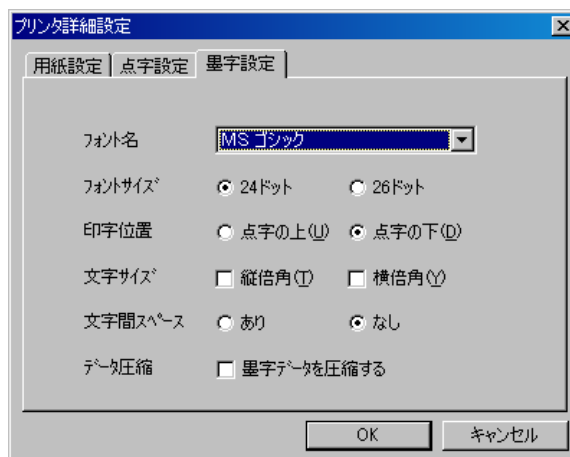 プリンタ詳細設定
用紙設定 点字設定 墨字設定
フォント名 MS ゴシック
フォントサイズ 24ドット 26ドット
印字位置 点字の上(U) 点字の下(D)
文字サイズ 縦倍角(T) 横倍角(Y)
文字間スペース あり なし
データ圧縮 墨字データを圧縮する
OK キャンセル